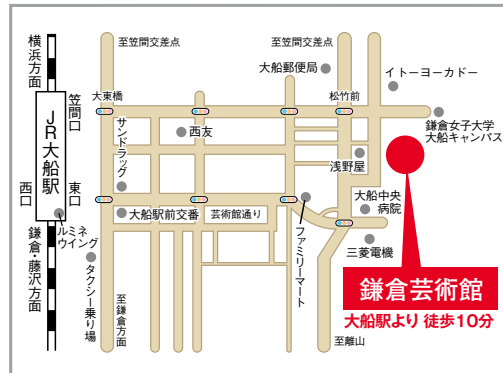 横浜方面
笠間口
JR大船駅
西口
東口
ルミネ
ウイング
鎌倉・藤沢方面
タクシー乗り場
至笠間交差点
大東橋
サンドラッグ
西友
大船駅前交番
芸術館通り
至鎌倉方面
至笠間交差点
大船郵便局
松竹前
イトーヨーカドー
鎌倉女子大学
大船キャンパス
浅野屋
大船中央
病院
ファミリーマート
三菱電機
至離山
鎌倉芸術館
大船駅より 徒歩10分